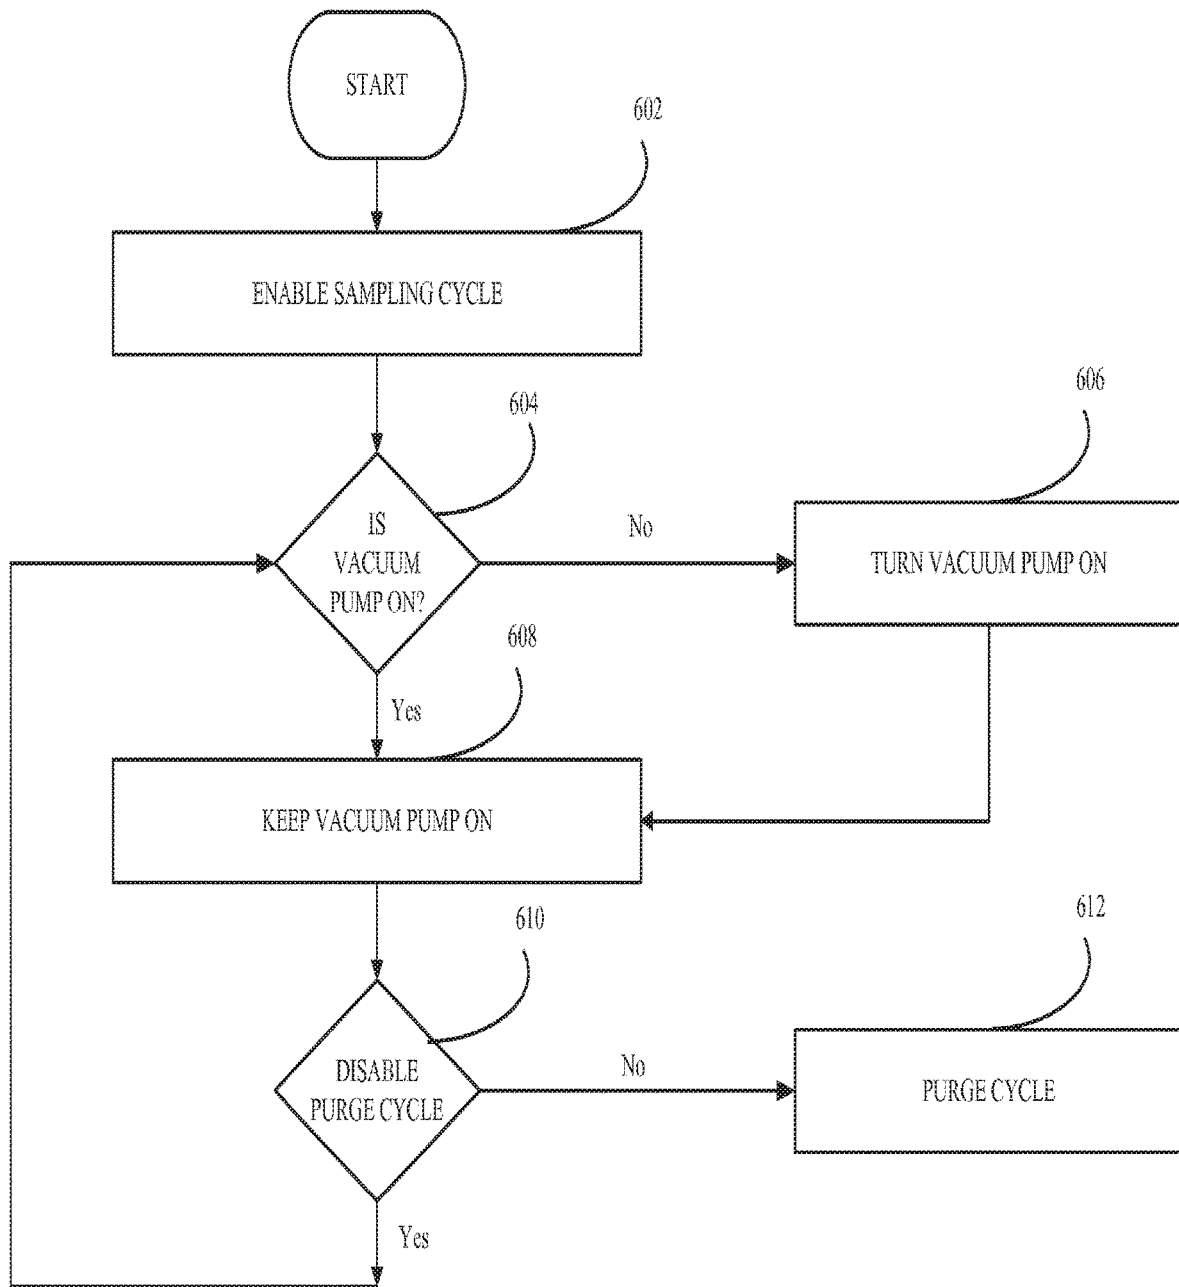 START
602
ENABLE SAMPLING CYCLE
604
606
IS
VACUUM
PUMP ON?
No
TURN VACUUM PUMP ON
608
Yes
KEEP VACUUM PUMP ON
610
612
DISABLE
PURGE CYCLE
No
PURGE CYCLE
Yes